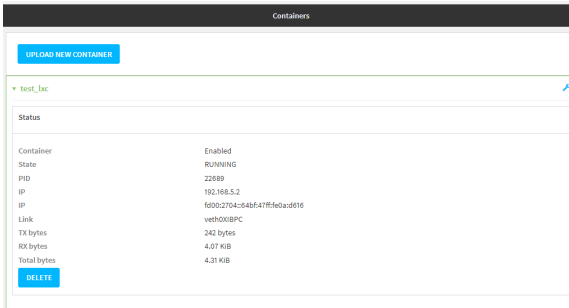 Containers
UPLOAD NEW CONTAINER
test_lxc
Status
Container Enabled
State RUNNING
PID 22689
IP 192.168.5.2
IP fd00:2704::64bf:47ff:fe0a:d616
Link veth0XIBPC
TX bytes 242 bytes
RX bytes 4.07 KiB
Total bytes 4.31 KiB
DELETE